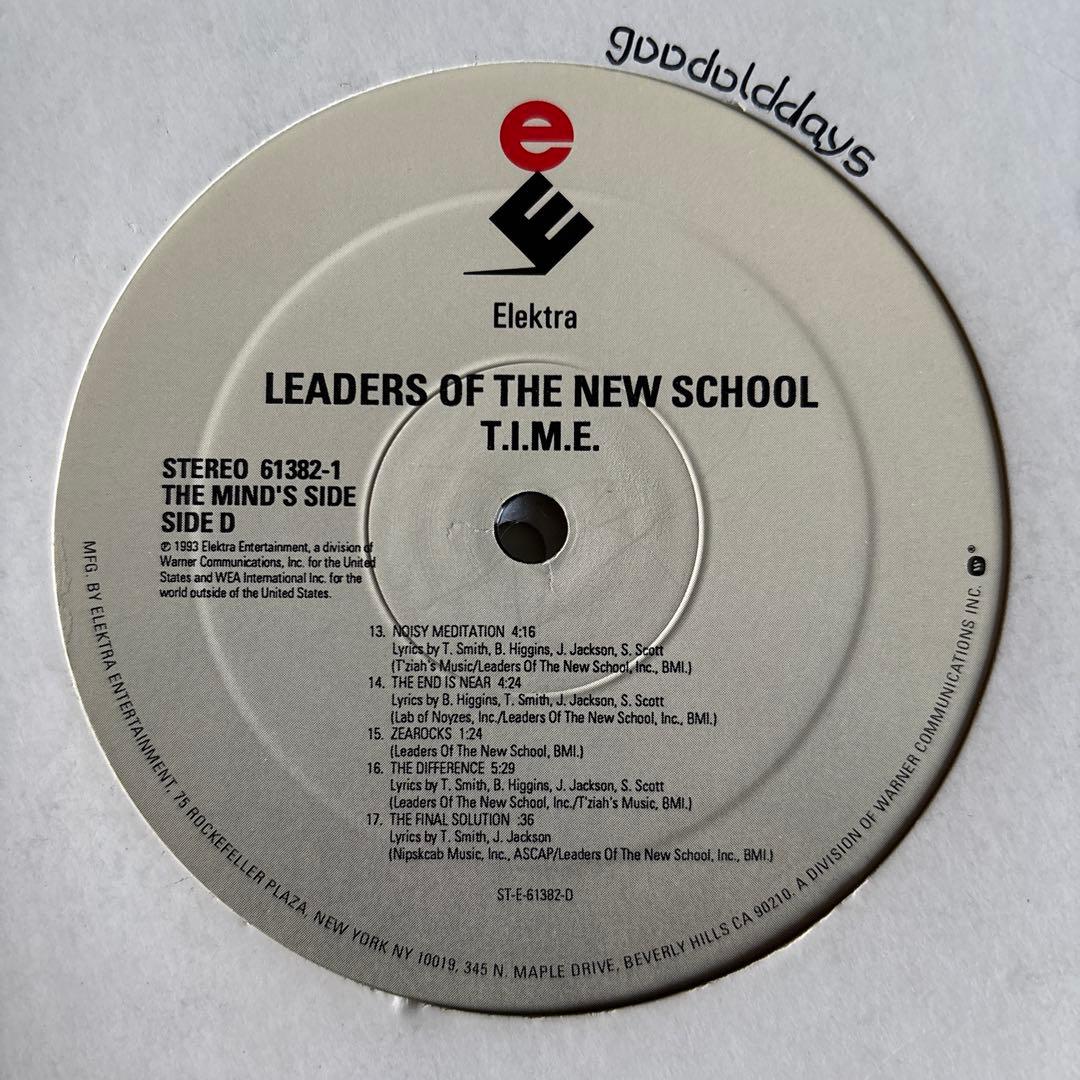 goodolddays
e
E
Elektra
LEADERS OF THE NEW SCHOOL
T.I.M.E.
STEREO 61382-1
THE MIND'S SIDE
SIDE D
℗ 1993 Elektra Entertainment, a division of
Warner Communications, Inc. for the United
States and WEA International Inc. for the
world outside of the United States.
13. NOISY MEDITATION 4:16
Lyrics by T. Smith, B. Higgins, J. Jackson, S. Scott
(T'ziah's Music/Leaders Of The New School, Inc., BMI.)
14. THE END IS NEAR 4:24
Lyrics by B. Higgins, T. Smith, J. Jackson, S. Scott
(Lab of Noyzes, Inc./Leaders Of The New School, Inc., BMI.)
15. ZEAROCKS 1:24
(Leaders Of The New School, BMI.)
16. THE DIFFERENCE 5:29
Lyrics by T. Smith, B. Higgins, J. Jackson, S. Scott
(Leaders Of The New School, Inc./T'ziah's Music, BMI.)
17. THE FINAL SOLUTION :36
Lyrics by T. Smith, J. Jackson
(Nipskcab Music, Inc., ASCAP/Leaders Of The New School, Inc., BMI.)
ST-E-61382-D
MFG. BY ELEKTRA ENTERTAINMENT, 75 ROCKEFELLER PLAZA, NEW YORK NY 10019, 345 N. MAPLE DRIVE, BEVERLY HILLS CA 90210. A DIVISION OF WARNER COMMUNICATIONS INC. W ®